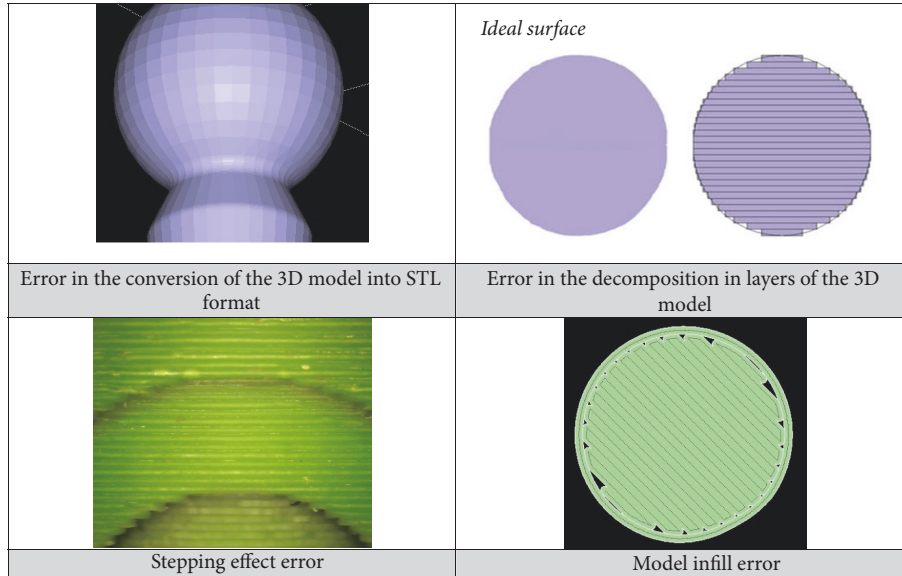 Ideal surface
Error in the conversion of the 3D model into STL
format
Error in the decomposition in layers of the 3D
model
Stepping effect error
Model infill error